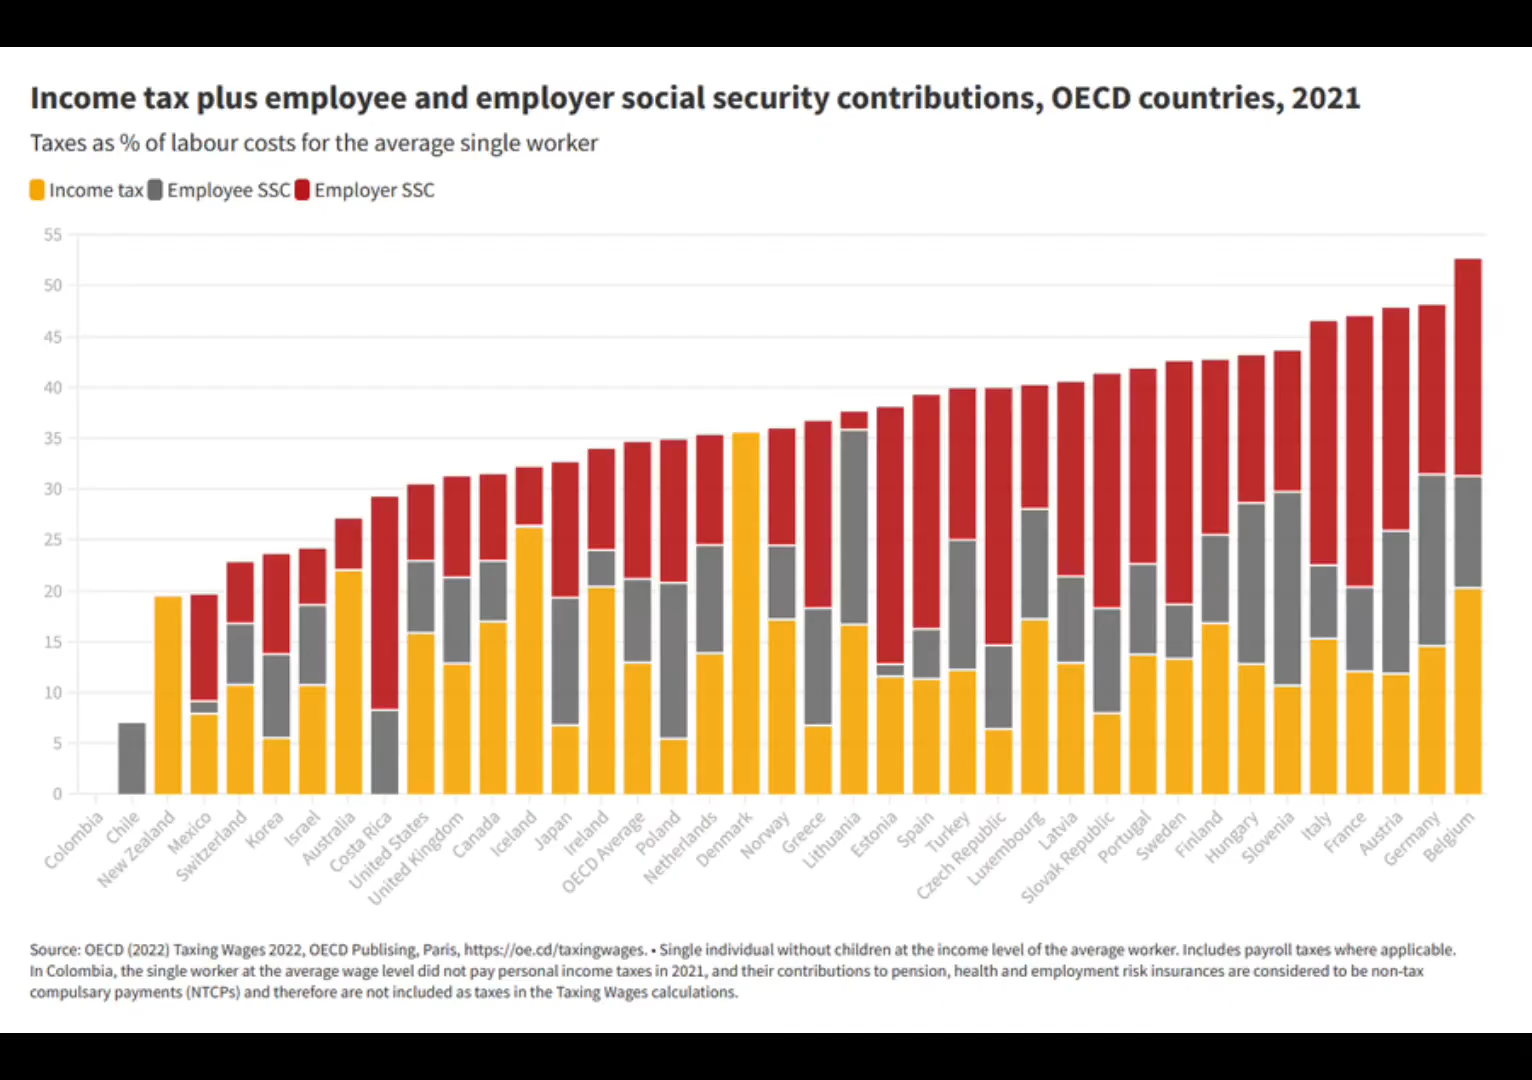 Income tax plus employee and employer social security contributions, OECD countries, 2021
Taxes as % of labour costs for the average single worker
Income tax Employee SSC Employer SSC
55
50
45
40
35
30
25
20
15
10
5
0
Colombia
Chile
New Zealand
Mexico
Switzerland
Korea
Israel
Australia
Costa Rica
United States
United Kingdom
Canada
Iceland
Japan
Ireland
OECD Average
Poland
Netherlands
Denmark
Norway
Greece
Lithuania
Estonia
Spain
Turkey
Czech Republic
Luxembourg
Latvia
Slovak Republic
Portugal
Sweden
Finland
Hungary
Slovenia
Italy
France
Austria
Germany
Belgium
Source: OECD (2022) Taxing Wages 2022, OECD Publising, Paris, https://oe.cd/taxingwages. • Single individual without children at the income level of the average worker. Includes payroll taxes where applicable.
In Colombia, the single worker at the average wage level did not pay personal income taxes in 2021, and their contributions to pension, health and employment risk insurances are considered to be non-tax
compulsary payments (NTCPs) and therefore are not included as taxes in the Taxing Wages calculations.